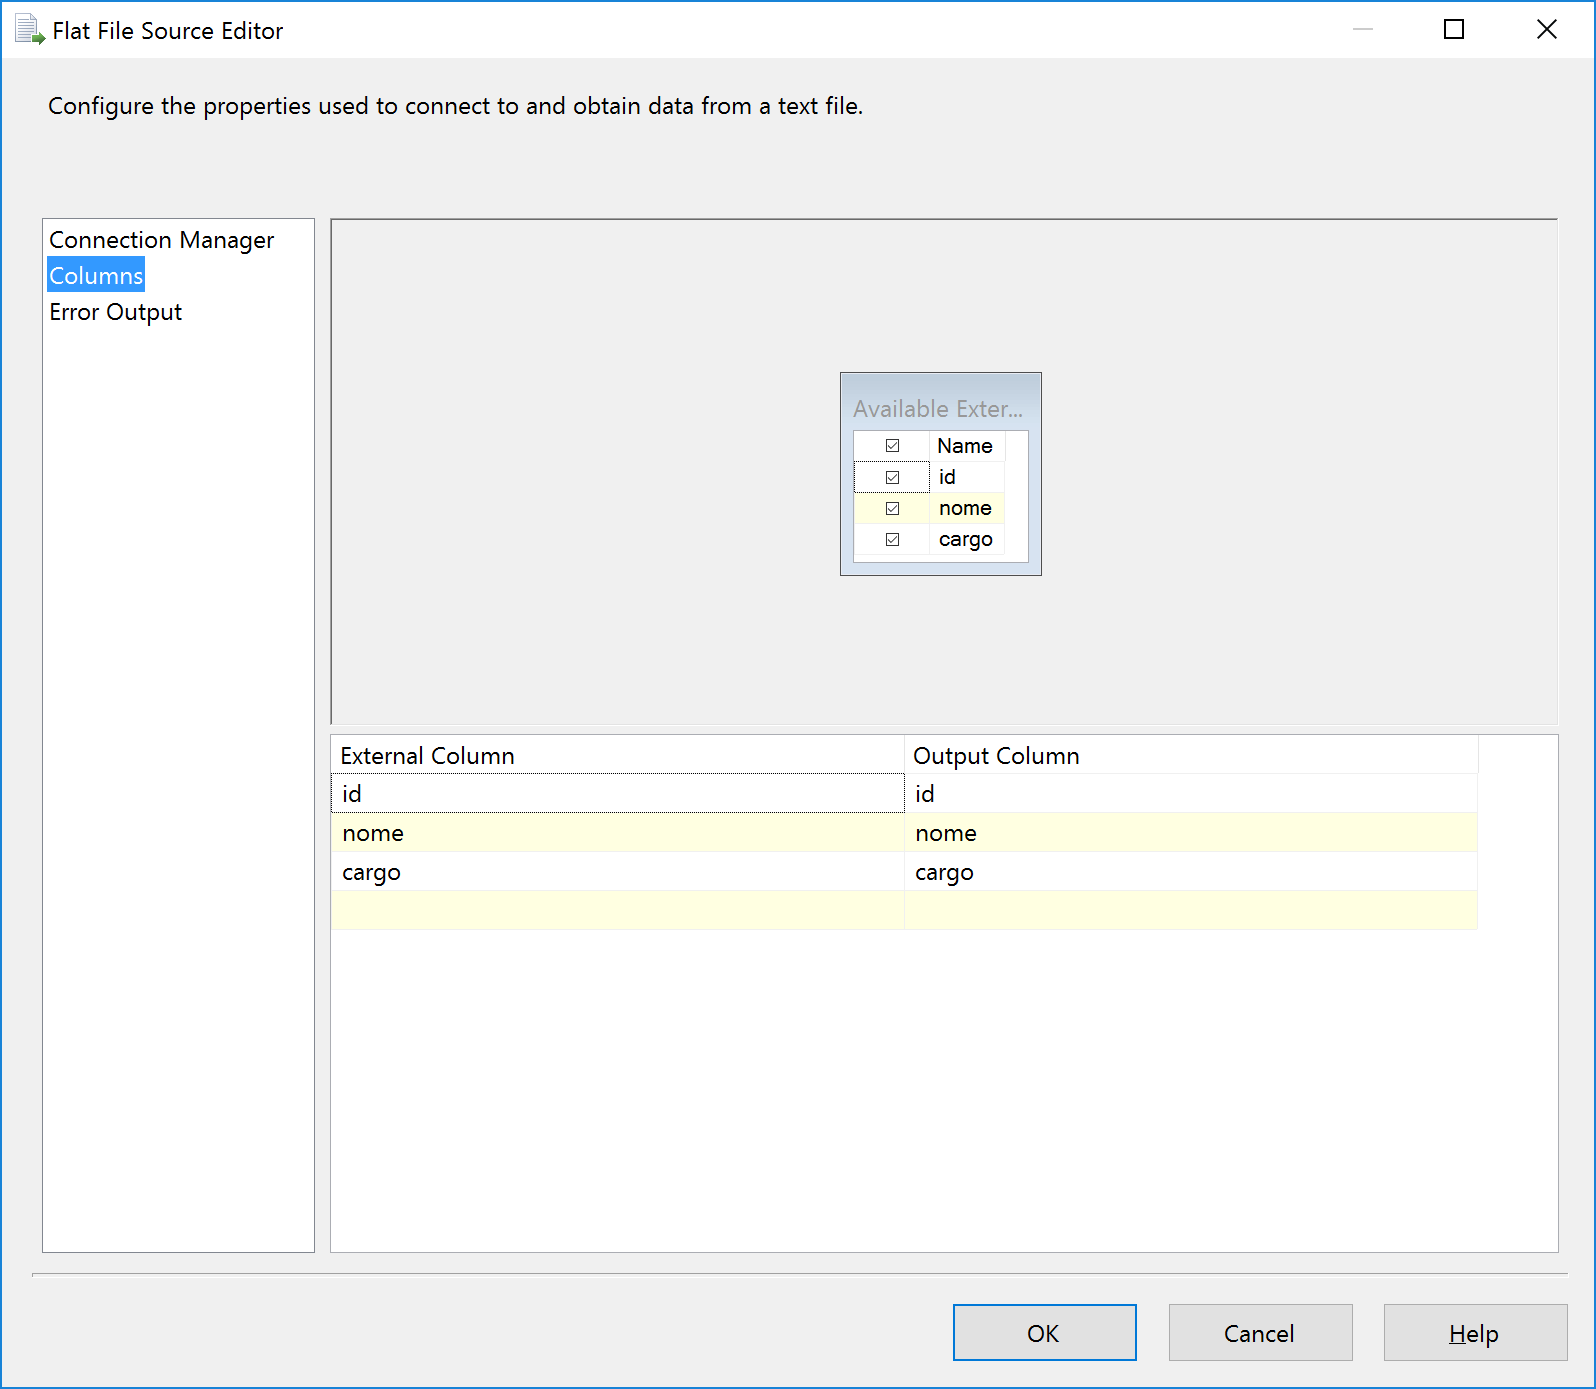 Flat File Source Editor
Configure the properties used to connect to and obtain data from a text file.
Connection Manager
Columns
Error Output
Available Exter...
Name
id
nome
cargo
External Column Output Column
id id
nome nome
cargo cargo
OK Cancel Help